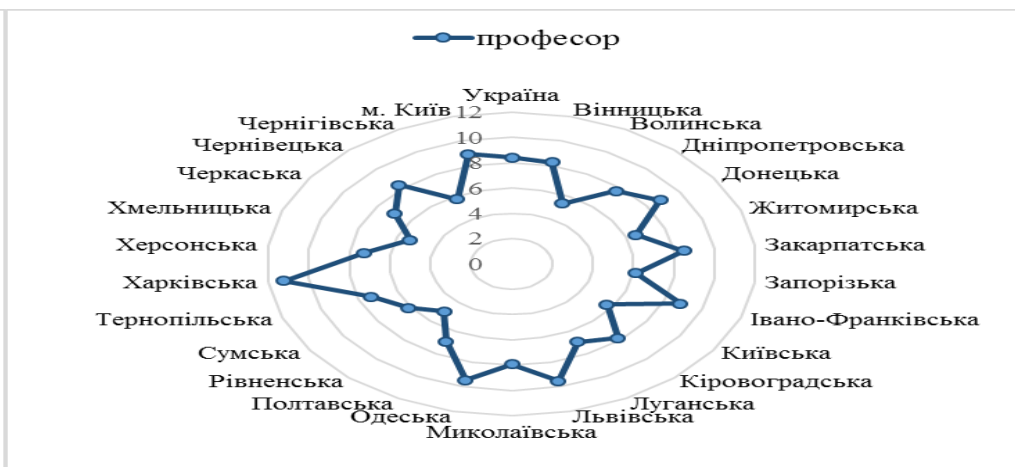 професор
Україна
Вінницька
Волинська
Дніпропетровська
Донецька
Житомирська
Закарпатська
Запорізька
Івано-Франківська
Київська
Кіровоградська
Луганська
Львівська
Миколаївська
Одеська
Полтавська
Рівненська
Сумська
Тернопільська
Харківська
Херсонська
Хмельницька
Черкаська
Чернівецька
Чернігівська
м. Київ
12
10
8
6
4
2
0